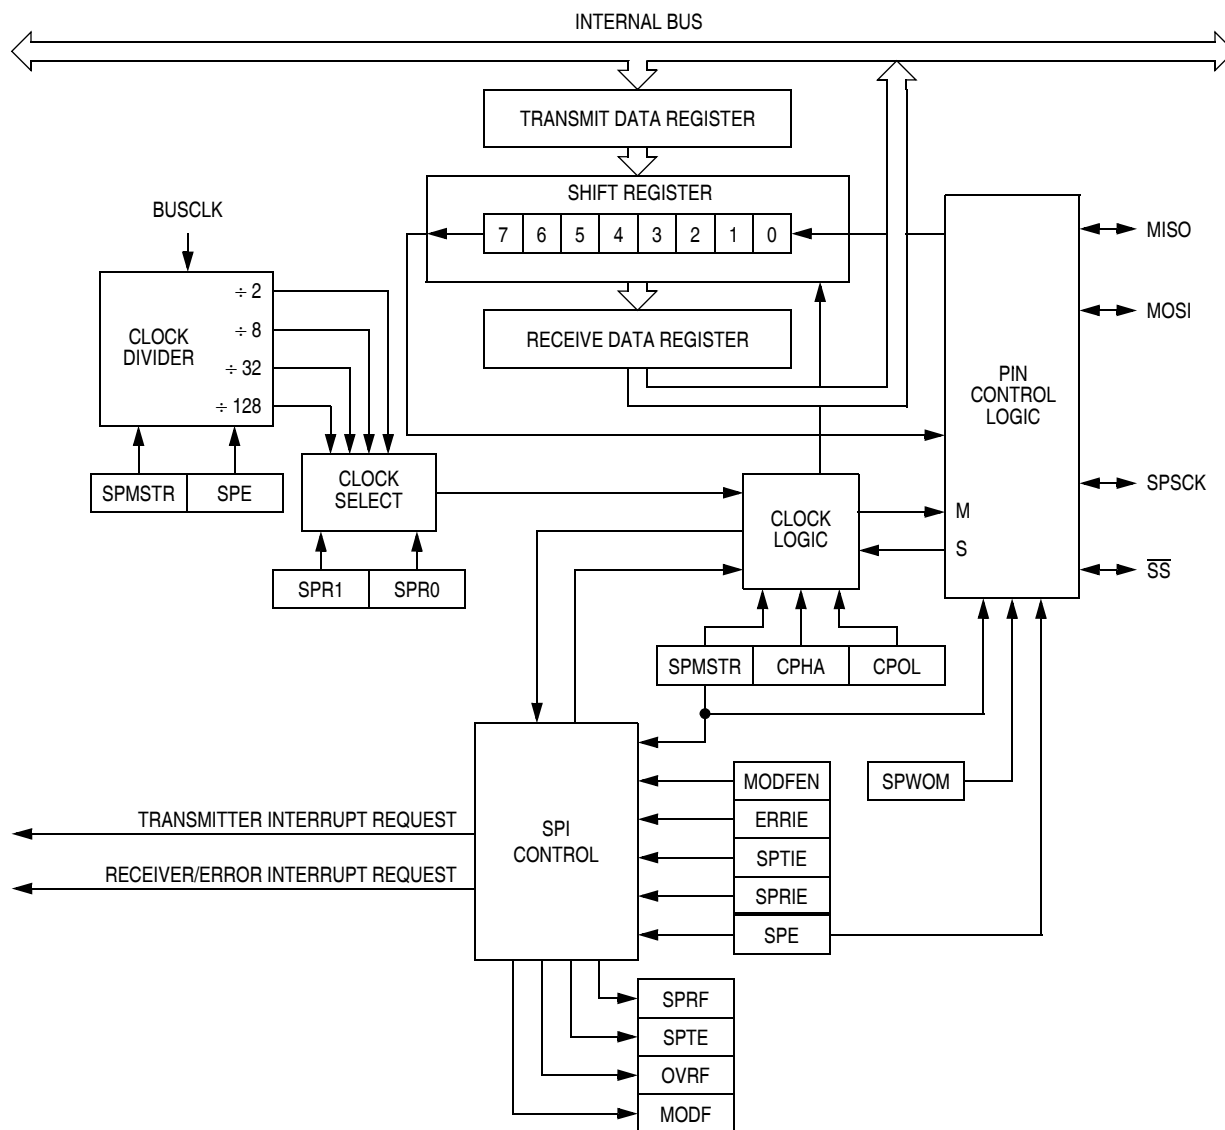 INTERNAL BUS
TRANSMIT DATA REGISTER
SHIFT REGISTER
7 6 5 4 3 2 1 0
BUSCLK
MISO
÷ 2
MOSI
÷ 8
CLOCK
DIVIDER
RECEIVE DATA REGISTER
÷ 32
÷ 128
PIN
CONTROL
LOGIC
SPMSTR SPE
CLOCK
SELECT
SPSCK
M
CLOCK
LOGIC
S
SS
SPR1 SPR0
SPMSTR CPHA CPOL
MODFEN
SPWOM
TRANSMITTER INTERRUPT REQUEST
ERRIE
SPI
CONTROL
SPTIE
RECEIVER/ERROR INTERRUPT REQUEST
SPRIE
SPE
SPRF
SPTE
OVRF
MODF